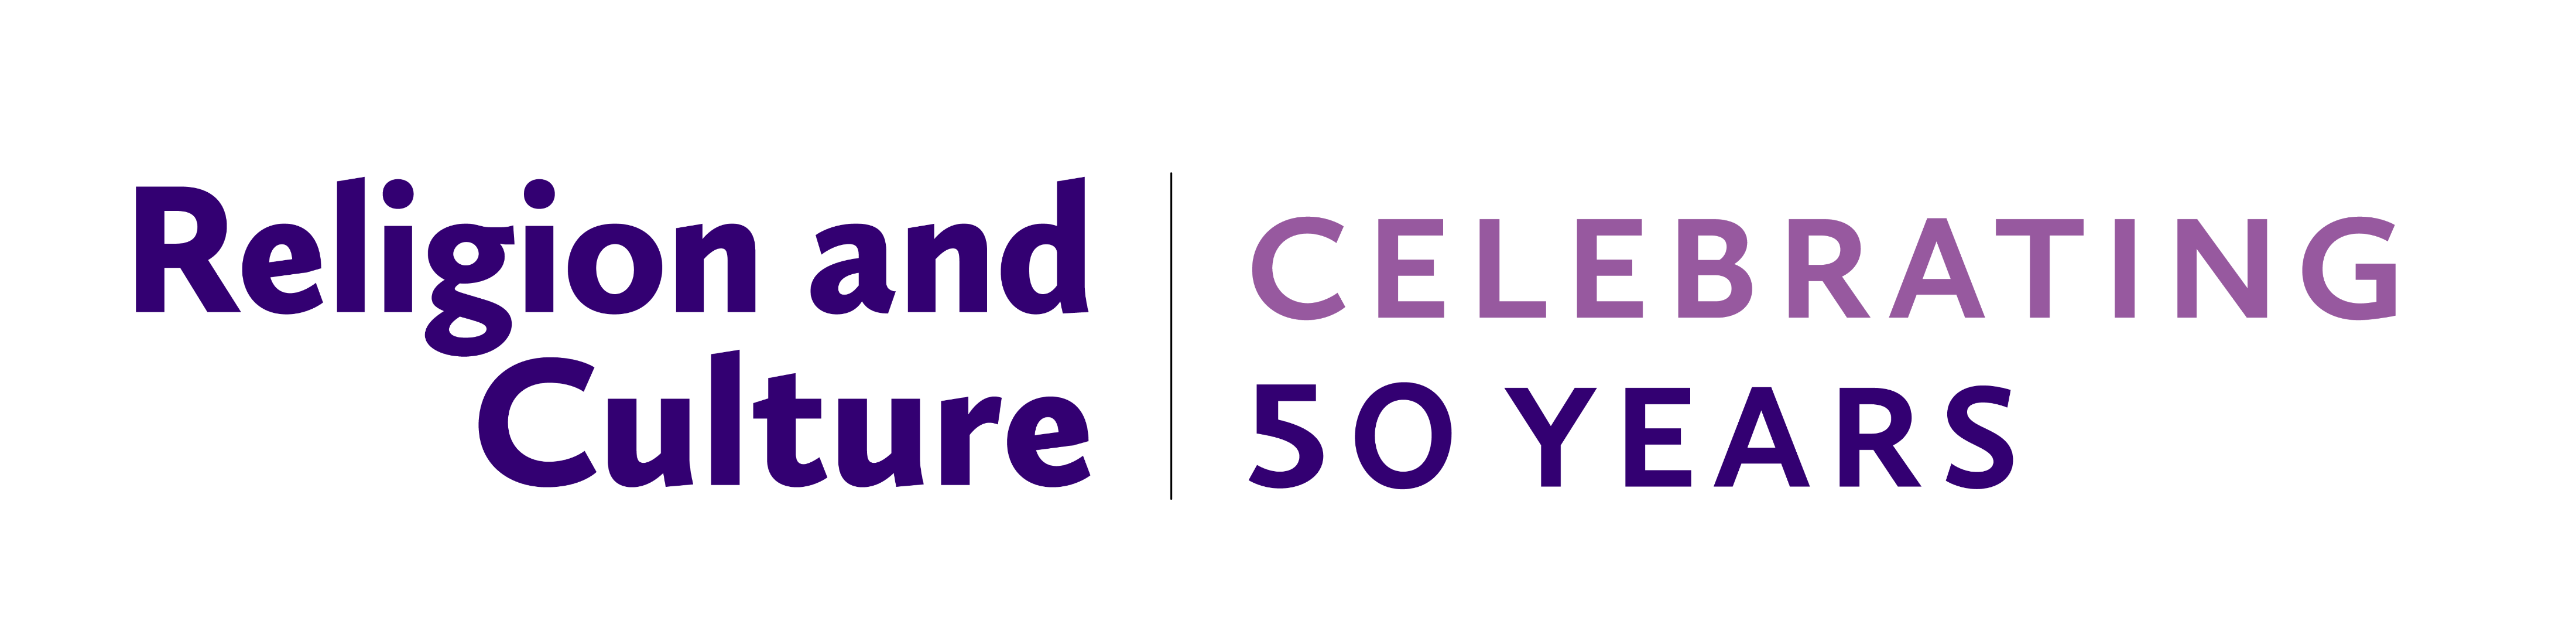 Religion and
Culture
CELEBRATING
50 YEARS